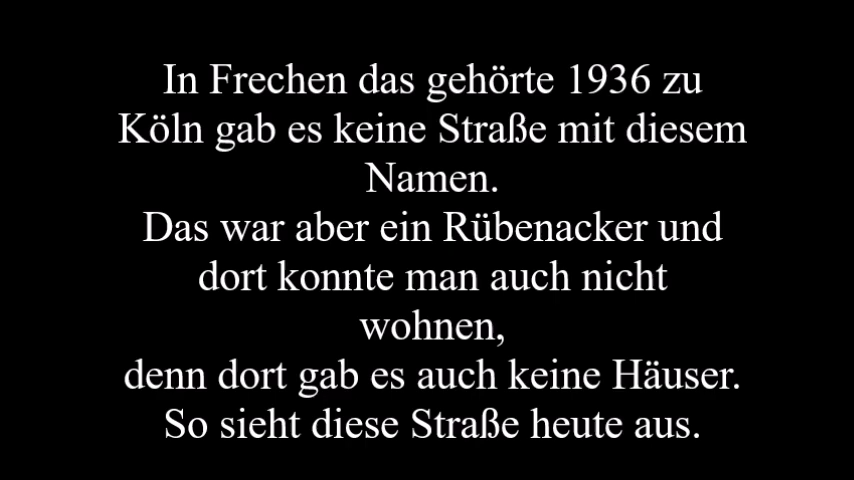 In Frechen das gehörte 1936 zu
Köln gab es keine Straße mit diesem
Namen.
Das war aber ein Rübenacker und
dort konnte man auch nicht
wohnen,
denn dort gab es auch keine Häuser.
So sieht diese Straße heute aus.